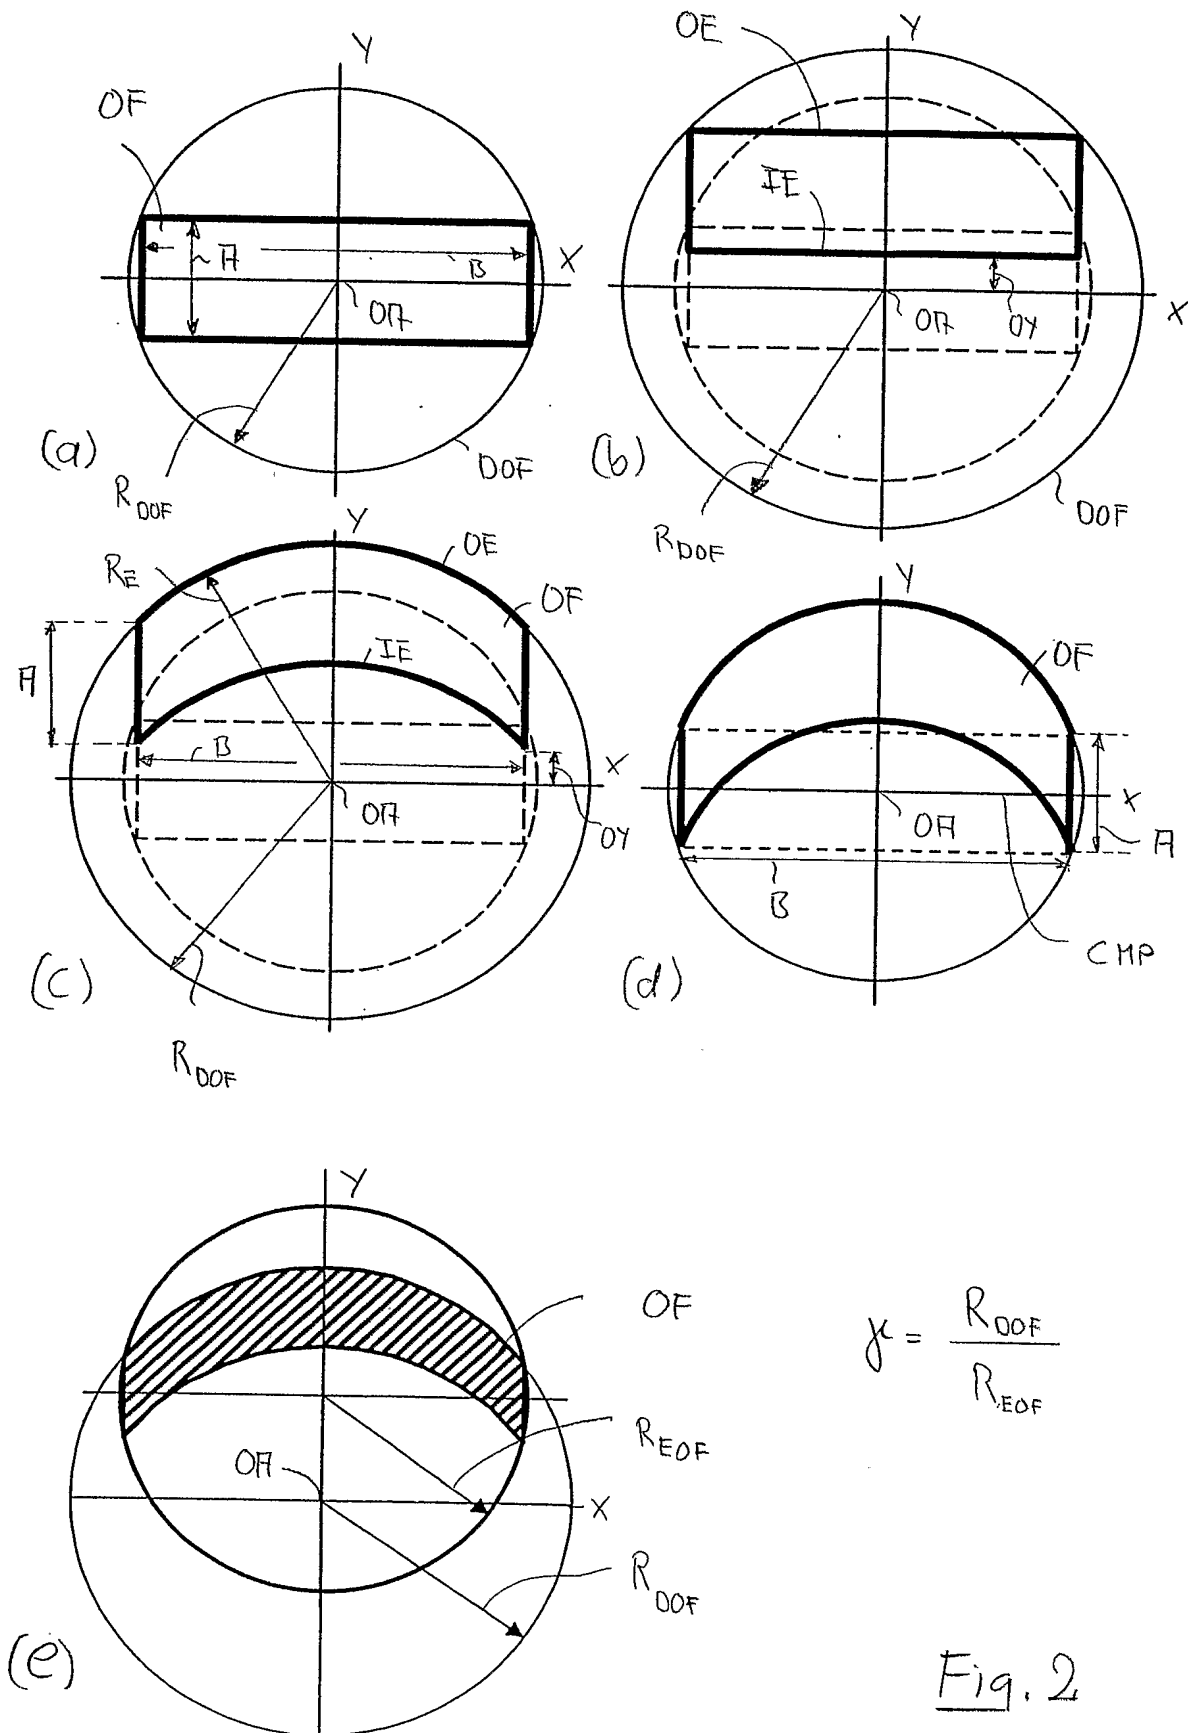 Y
OF
A
B
X
OA
R_DOF
DOF
(a)
OE
Y
IE
OA
OY
X
R_DOF
DOF
(b)
Y
OE
R_E
OF
IE
A
B
X
OA
OY
(c)
R_DOF
Y
OF
X
OA
A
B
CMP
(d)
Y
OF
R_EOF
OA
X
R_DOF
(e)
γ = R_DOF / R_EOF
Fig. 2